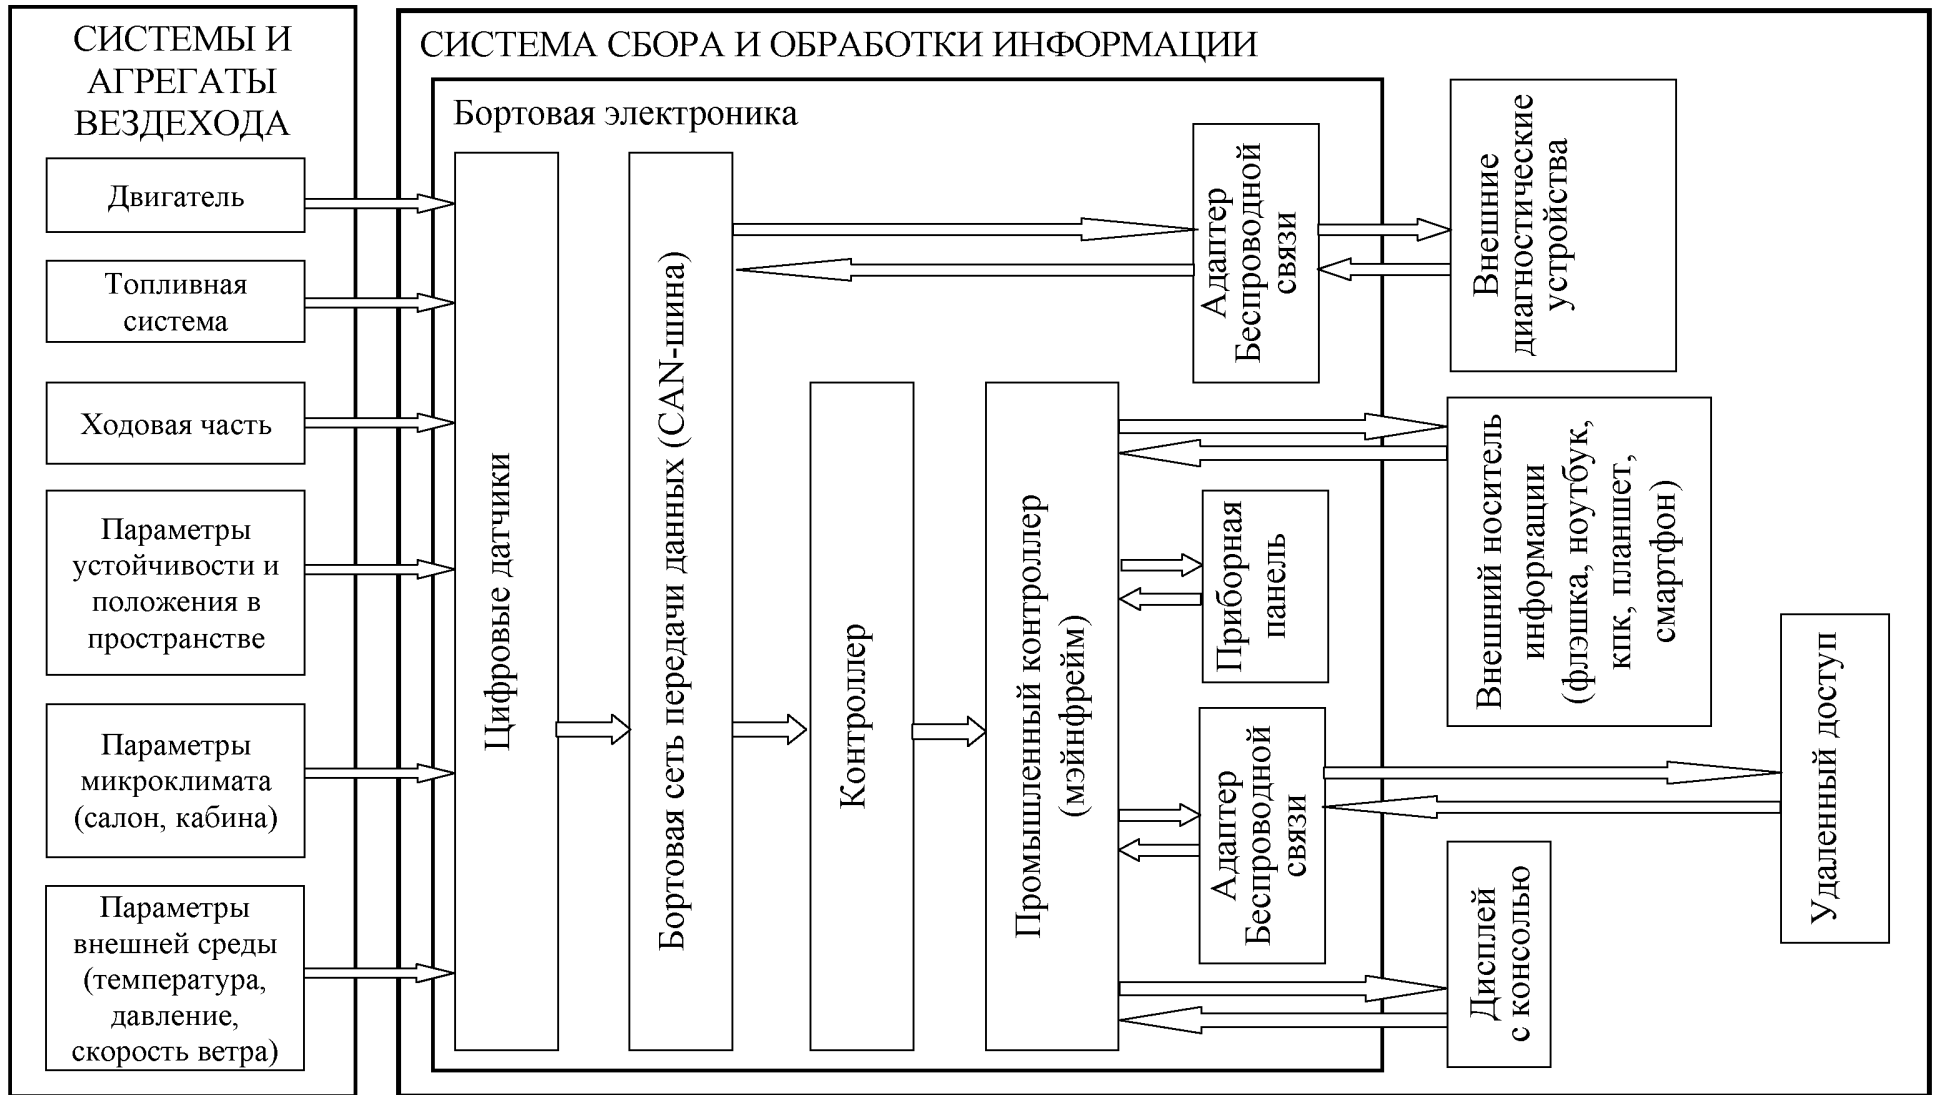 СИСТЕМЫ И
АГРЕГАТЫ
ВЕЗДЕХОДА
Двигатель
Топливная
система
Ходовая часть
Параметры
устойчивости и
положения в
пространстве
Параметры
микроклимата
(салон, кабина)
Параметры
внешней среды
(температура,
давление,
скорость ветра)
СИСТЕМА СБОРА И ОБРАБОТКИ ИНФОРМАЦИИ
Бортовая электроника
Цифровые датчики
Бортовая сеть передачи данных (CAN-шина)
Контроллер
Промышленный контроллер
(мэйнфрейм)
Адаптер
Беспроводной
связи
Приборная
панель
Адаптер
Беспроводной
связи
Внешние
диагностические
устройства
Внешний носитель
информации
(флэшка, ноутбук,
кпк, планшет,
смартфон)
Дисплей
с консолью
Удаленный доступ